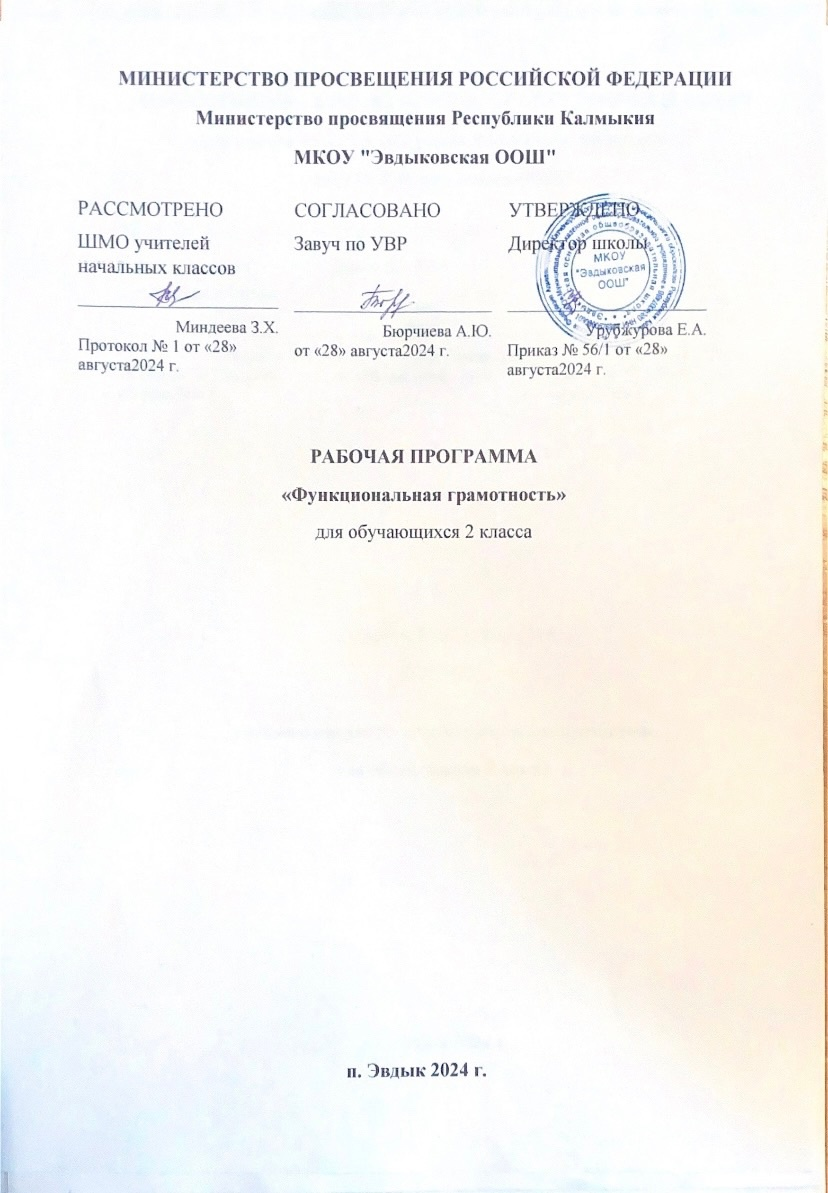 МИНИСТЕРСТВО ПРОСВЕЩЕНИЯ РОССИЙСКОЙ ФЕДЕРАЦИИ
Министерство просвящения Республики Калмыкия
МКОУ "Эвдыковская ООШ"
РАССМОТРЕНО
ШМО учителей
начальных классов
Миндеева З.Х.
Протокол № 1 от «28»
августа2024 г.
СОГЛАСОВАНО
Завуч по УВР
Бюрчиева А.Ю.
от «28» августа2024 г.
УТВЕРЖДЕНО
Директор школы
МКОУ
"Эвдыковская
ООШ"
Урубжурова Е.А.
Приказ № 56/1 от «28»
августа2024 г.
РАБОЧАЯ ПРОГРАММА
«Функциональная грамотность»
для обучающихся 2 класса
п. Эвдык 2024 г.